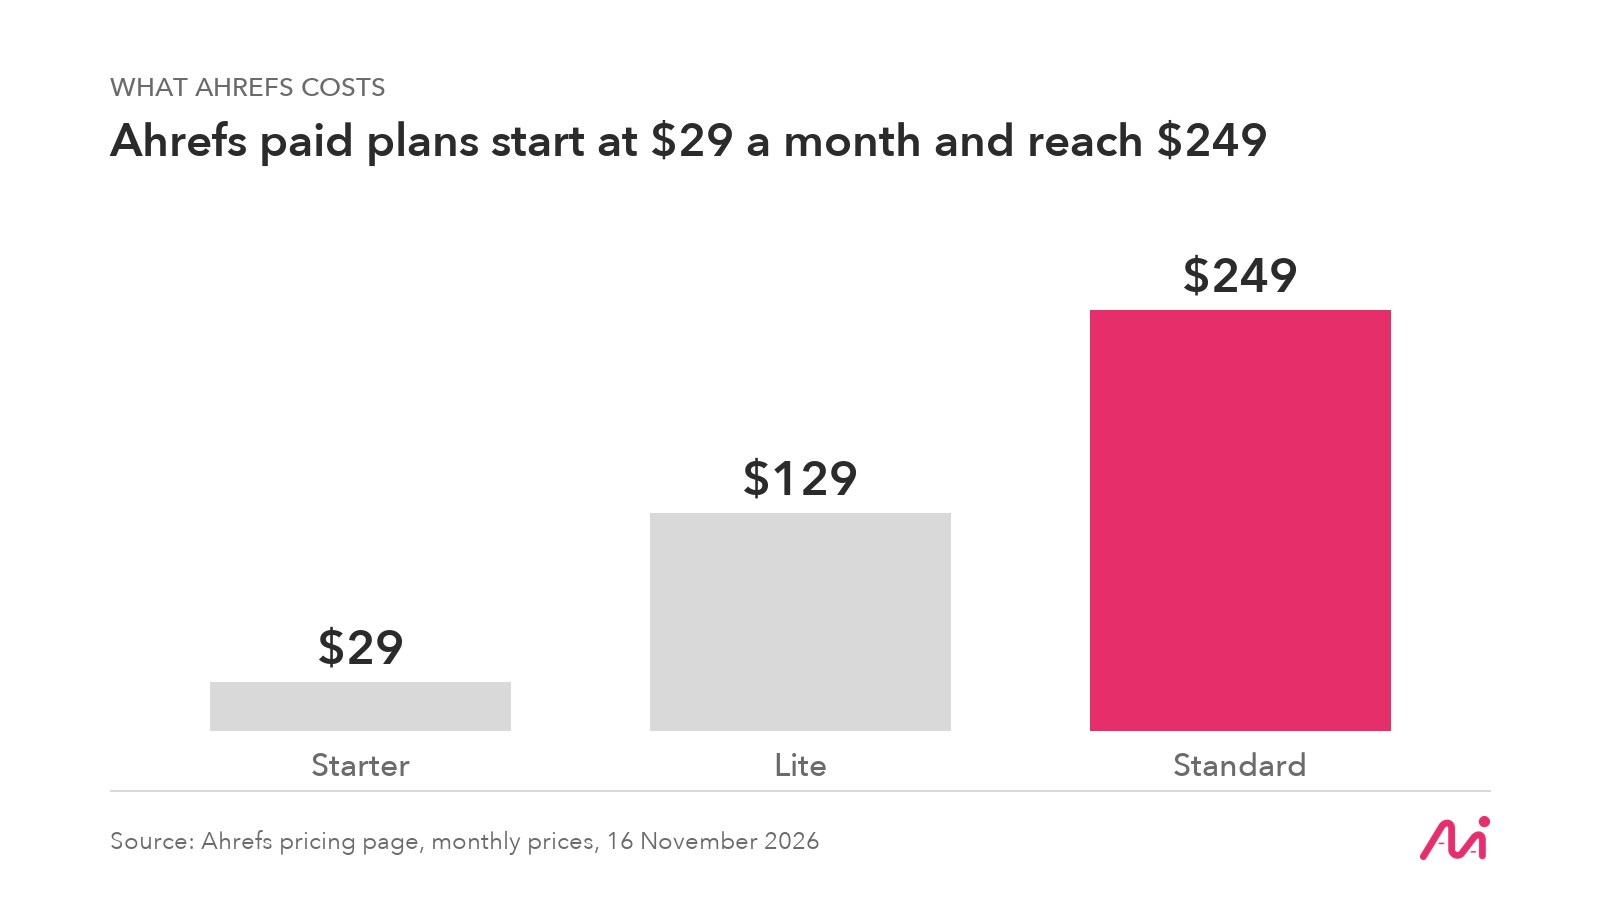 WHAT AHREFS COSTS
Ahrefs paid plans start at $29 a month and reach $249
$249
$129
$29
Starter
Lite
Standard
Source: Ahrefs pricing page, monthly prices, 16 November 2026